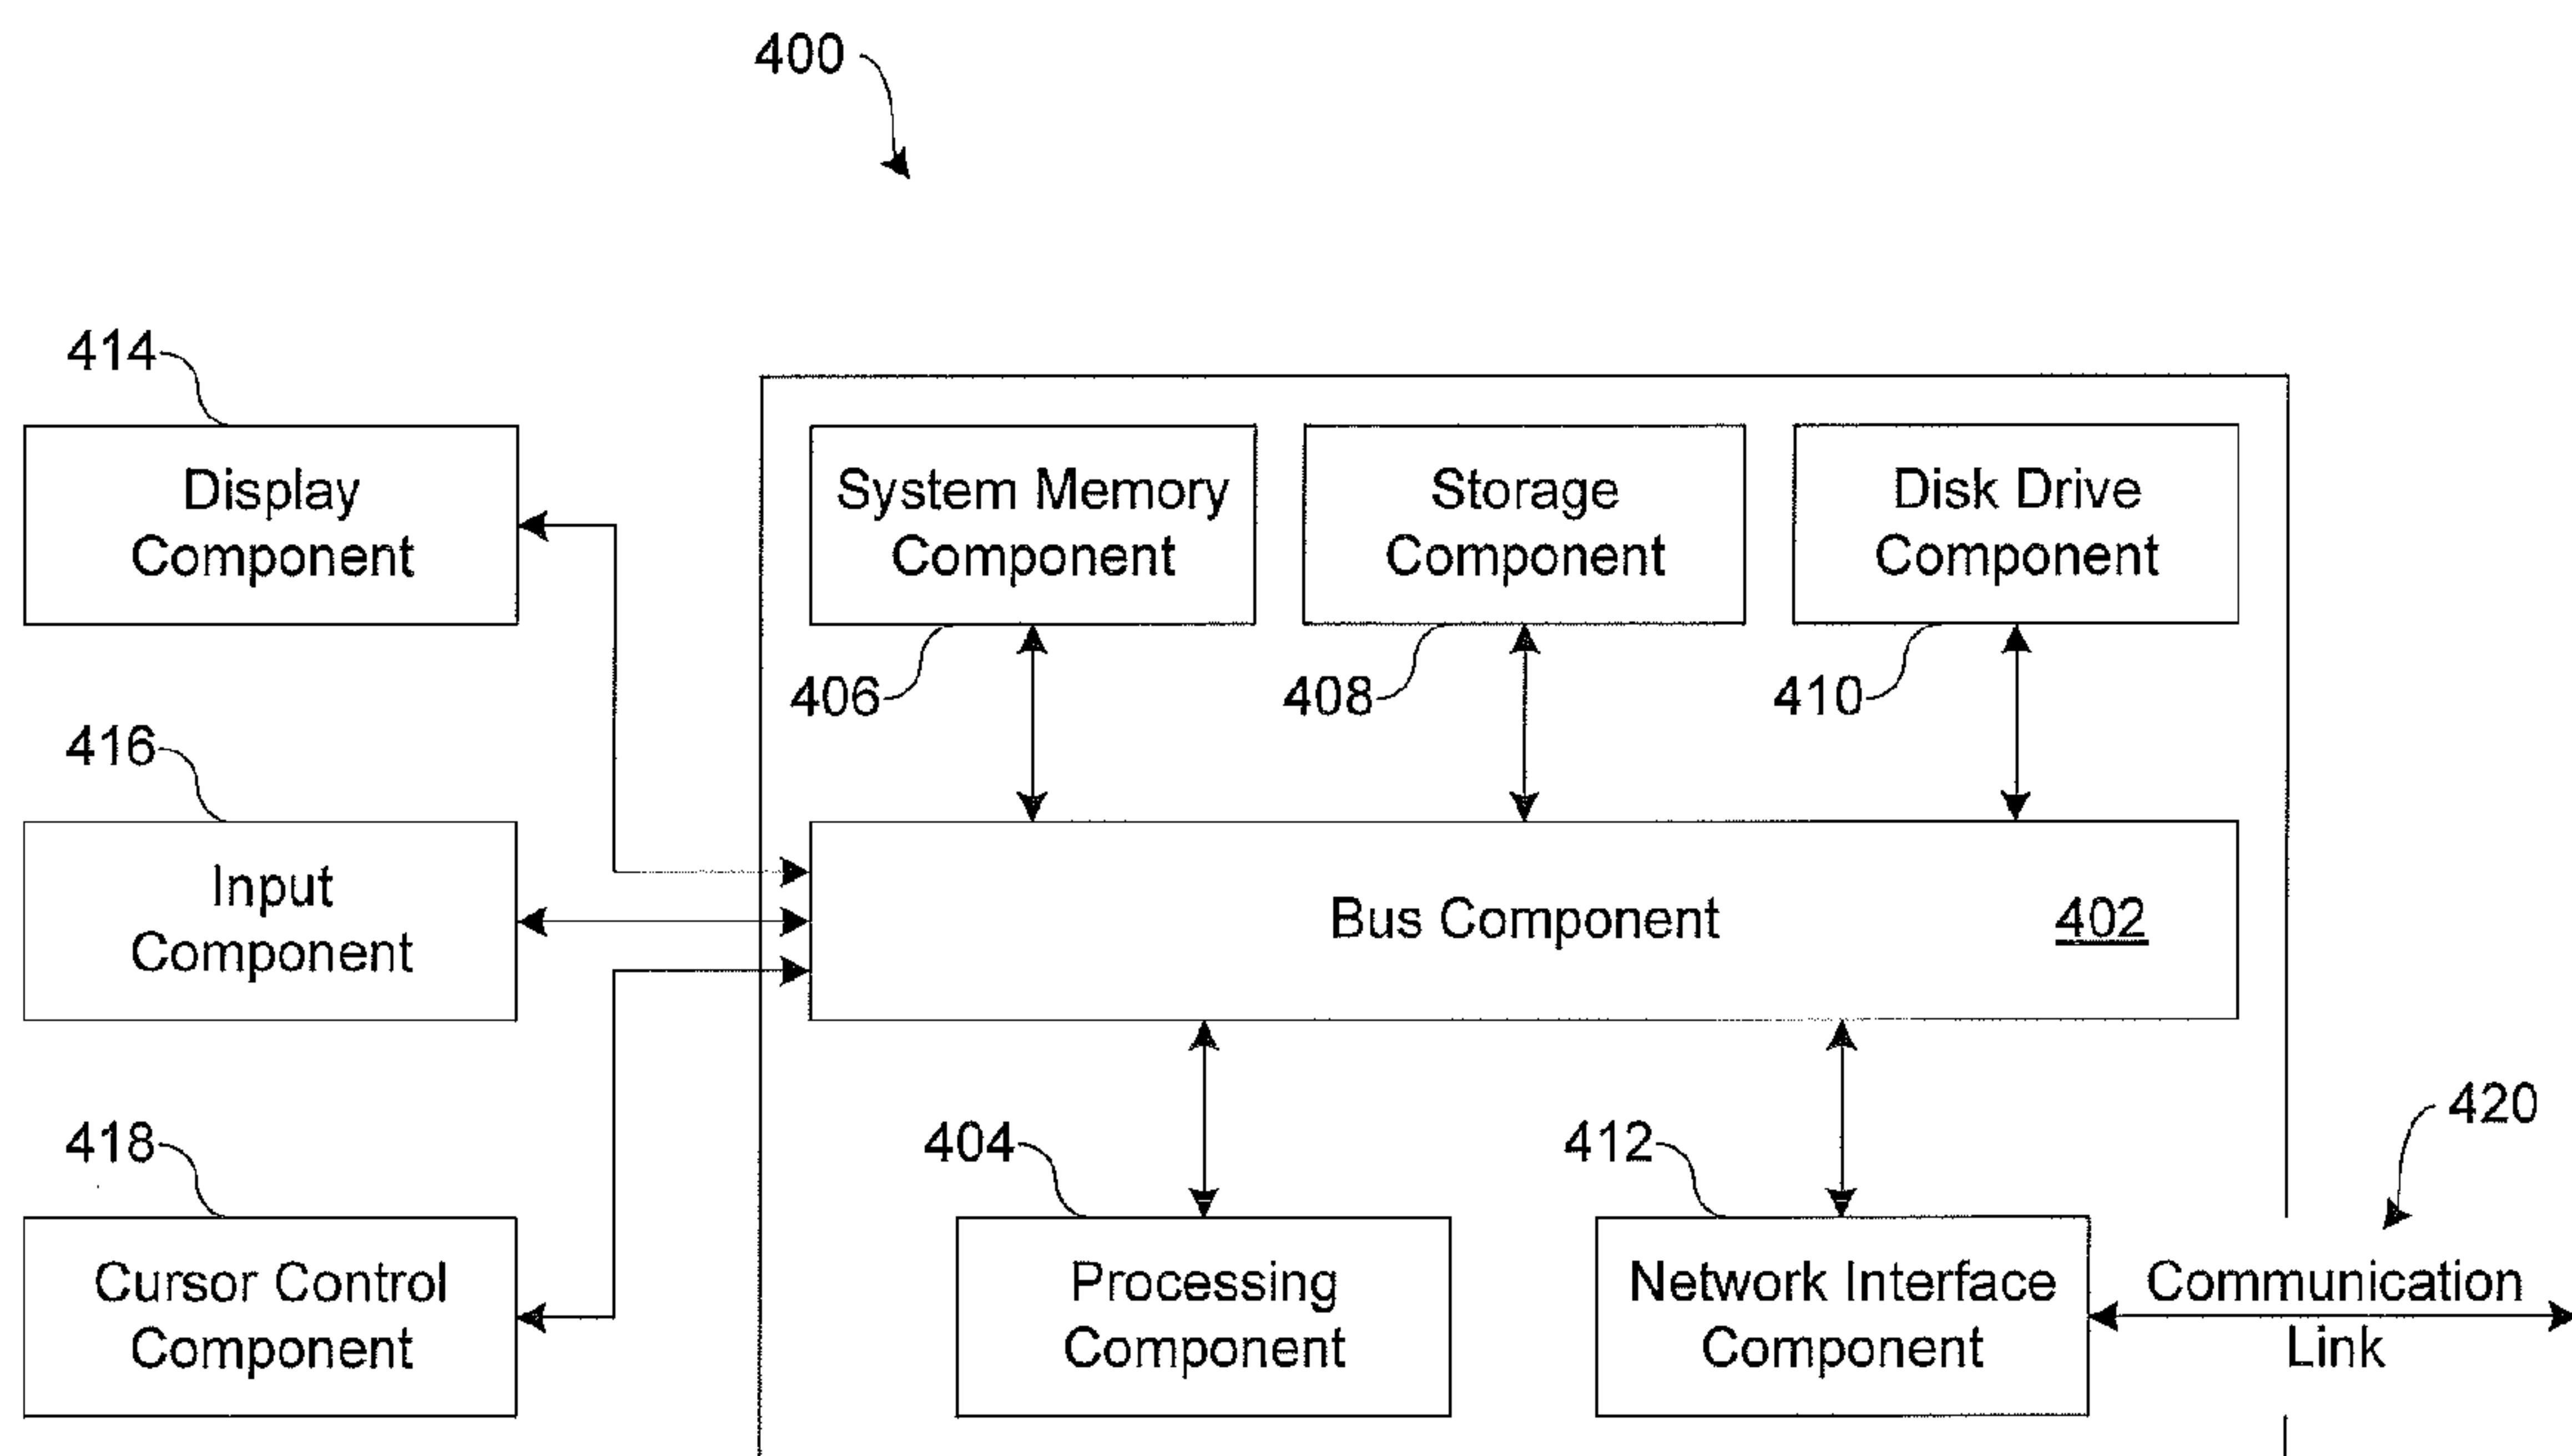 400
414
Display
Component
System Memory
Component
Storage
Component
Disk Drive
Component
406
408
410
416
Input
Component
Bus Component 402
418
404
412
420
Cursor Control
Component
Processing
Component
Network Interface
Component
Communication
Link